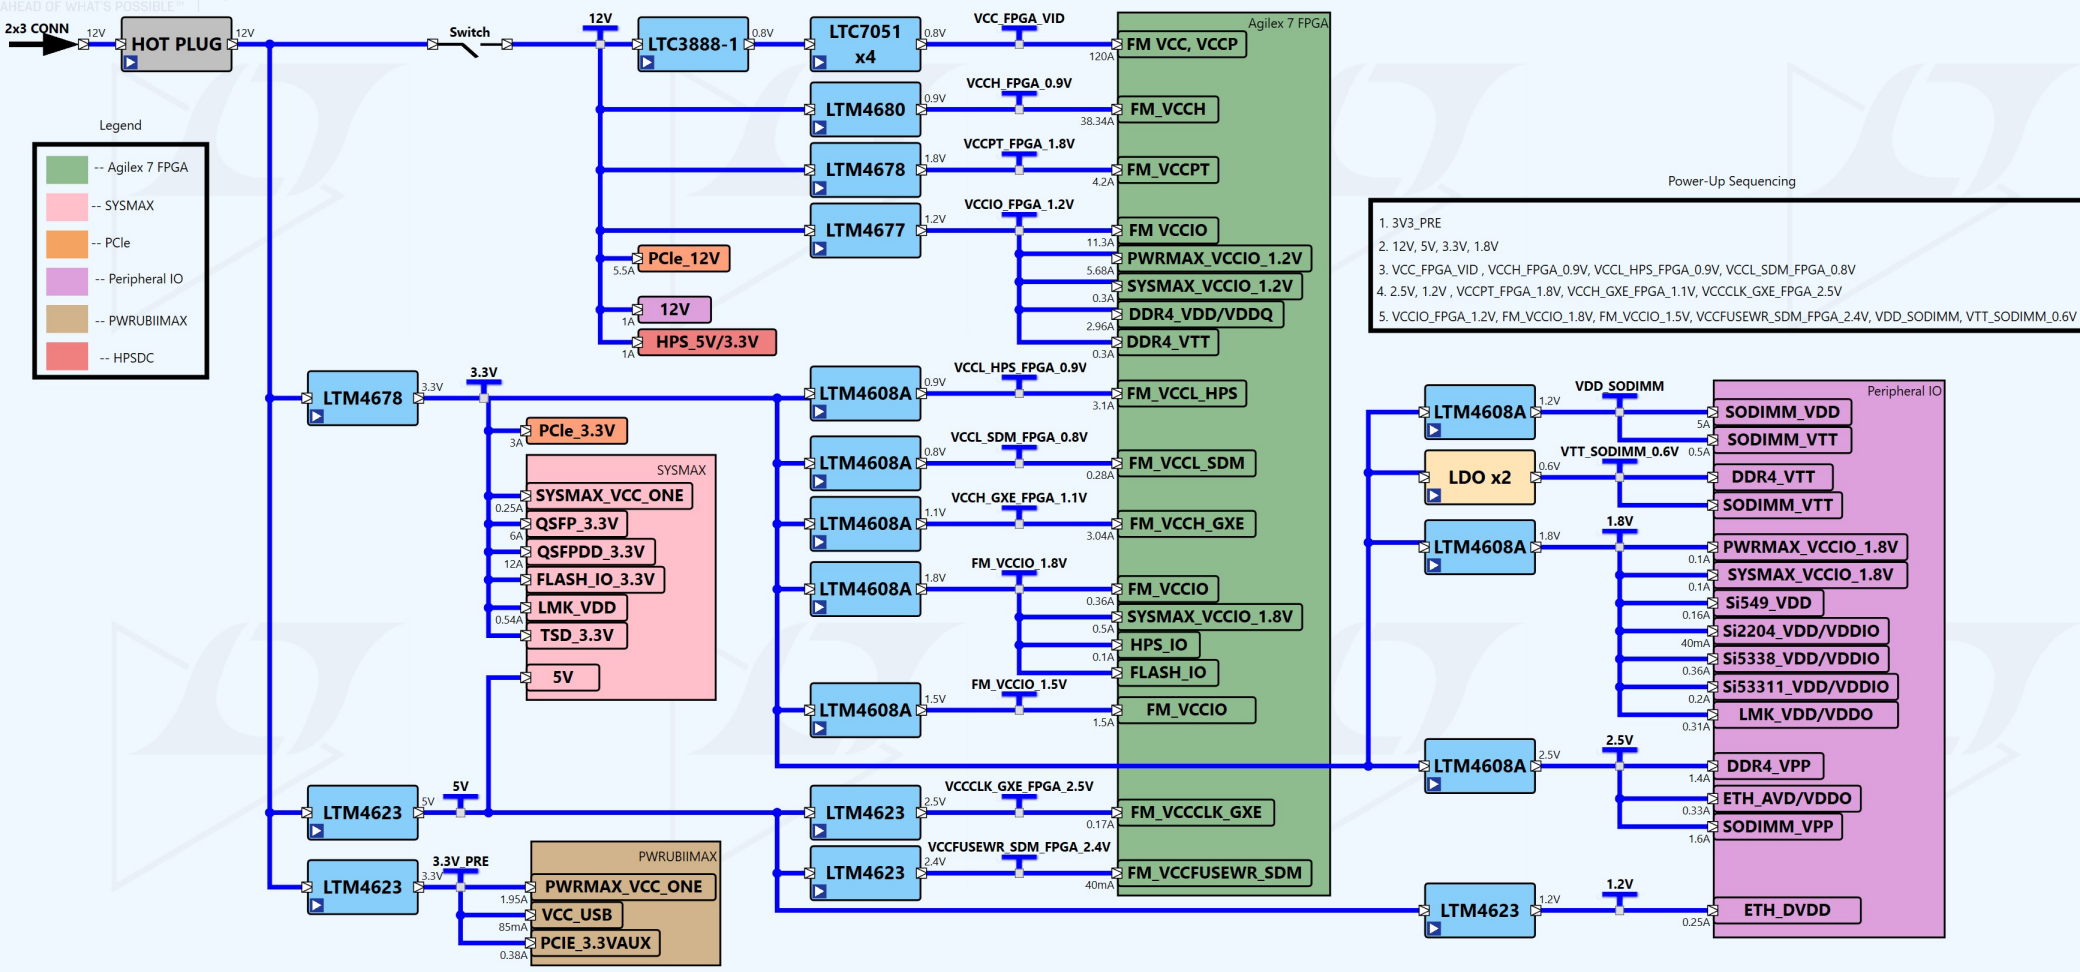 AHEAD OF WHAT'S POSSIBLE™
2x3 CONN
12V
HOT PLUG
12V
Switch
12V
LTC3888-1
0.8V
LTC7051
x4
0.8V
VCC_FPGA_VID
Agilex 7 FPGA
FM VCC, VCCP
120A
LTM4680
0.9V
VCCH_FPGA_0.9V
FM_VCCH
38.34A
LTM4678
1.8V
VCCPT_FPGA_1.8V
FM_VCCPT
4.2A
LTM4677
1.2V
VCCIO_FPGA_1.2V
FM VCCIO
11.3A
PWRMAX_VCCIO_1.2V
5.68A
SYSMAX_VCCIO_1.2V
0.3A
DDR4_VDD/VDDQ
2.96A
DDR4_VTT
0.3A
PCIe_12V
5.5A
12V
1A
HPS_5V/3.3V
1A
Legend
-- Agilex 7 FPGA
-- SYSMAX
-- PCIe
-- Peripheral IO
-- PWRUBIIMAX
-- HPSDC
Power-Up Sequencing
1. 3V3_PRE
2. 12V, 5V, 3.3V, 1.8V
3. VCC_FPGA_VID , VCCH_FPGA_0.9V, VCCL_HPS_FPGA_0.9V, VCCL_SDM_FPGA_0.8V
4. 2.5V, 1.2V , VCCPT_FPGA_1.8V, VCCH_GXE_FPGA_1.1V, VCCCLK_GXE_FPGA_2.5V
5. VCCIO_FPGA_1.2V, FM_VCCIO_1.8V, FM_VCCIO_1.5V, VCCFUSEWR_SDM_FPGA_2.4V, VDD_SODIMM, VTT_SODIMM_0.6V
LTM4678
3.3V
3.3V
PCIe_3.3V
3A
SYSMAX
SYSMAX_VCC_ONE
0.25A
QSFP_3.3V
6A
QSFPDD_3.3V
12A
FLASH_IO_3.3V
LMK_VDD
0.54A
TSD_3.3V
5V
LTM4608A
0.9V
VCCL_HPS_FPGA_0.9V
FM_VCCL_HPS
3.1A
LTM4608A
0.8V
VCCL_SDM_FPGA_0.8V
FM_VCCL_SDM
0.28A
LTM4608A
1.1V
VCCH_GXE_FPGA_1.1V
FM_VCCH_GXE
3.04A
LTM4608A
1.8V
FM_VCCIO_1.8V
FM_VCCIO
0.36A
SYSMAX_VCCIO_1.8V
0.5A
HPS_IO
0.1A
FLASH_IO
LTM4608A
1.5V
FM_VCCIO_1.5V
FM_VCCIO
1.5A
LTM4623
5V
5V
LTM4623
2.5V
VCCCLK_GXE_FPGA_2.5V
FM_VCCCLK_GXE
0.17A
LTM4623
2.4V
VCCFUSEWR_SDM_FPGA_2.4V
FM_VCCFUSEWR_SDM
40mA
LTM4623
3.3V
3.3V_PRE
PWRUBIIMAX
PWRMAX_VCC_ONE
1.95A
VCC_USB
85mA
PCIE_3.3VAUX
0.38A
Peripheral IO
LTM4608A
1.2V
VDD_SODIMM
SODIMM_VDD
5A
SODIMM_VTT
0.5A
LDO x2
0.6V
VTT_SODIMM_0.6V
DDR4_VTT
SODIMM_VTT
LTM4608A
1.8V
1.8V
PWRMAX_VCCIO_1.8V
0.1A
SYSMAX_VCCIO_1.8V
0.1A
Si549_VDD
0.16A
Si2204_VDD/VDDIO
40mA
Si5338_VDD/VDDIO
0.36A
Si53311_VDD/VDDIO
0.2A
LMK_VDD/VDDO
0.31A
LTM4608A
2.5V
2.5V
DDR4_VPP
1.4A
ETH_AVD/VDDO
0.33A
SODIMM_VPP
1.6A
LTM4623
1.2V
1.2V
ETH_DVDD
0.25A